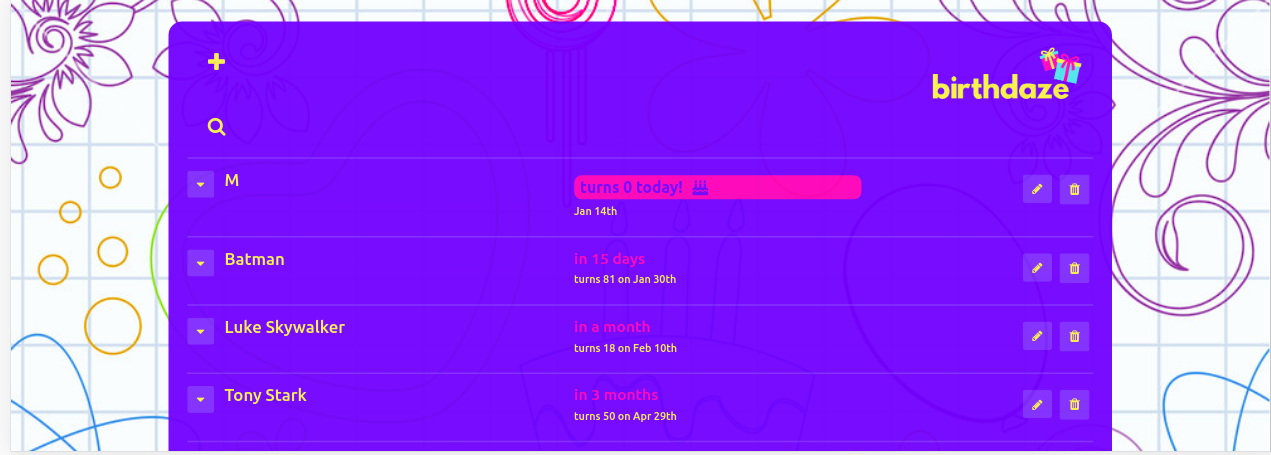 birthdaze
M
turns 0 today!
Jan 14th
Batman
in 15 days
turns 81 on Jan 30th
Luke Skywalker
in a month
turns 18 on Feb 10th
Tony Stark
in 3 months
turns 50 on Apr 29th